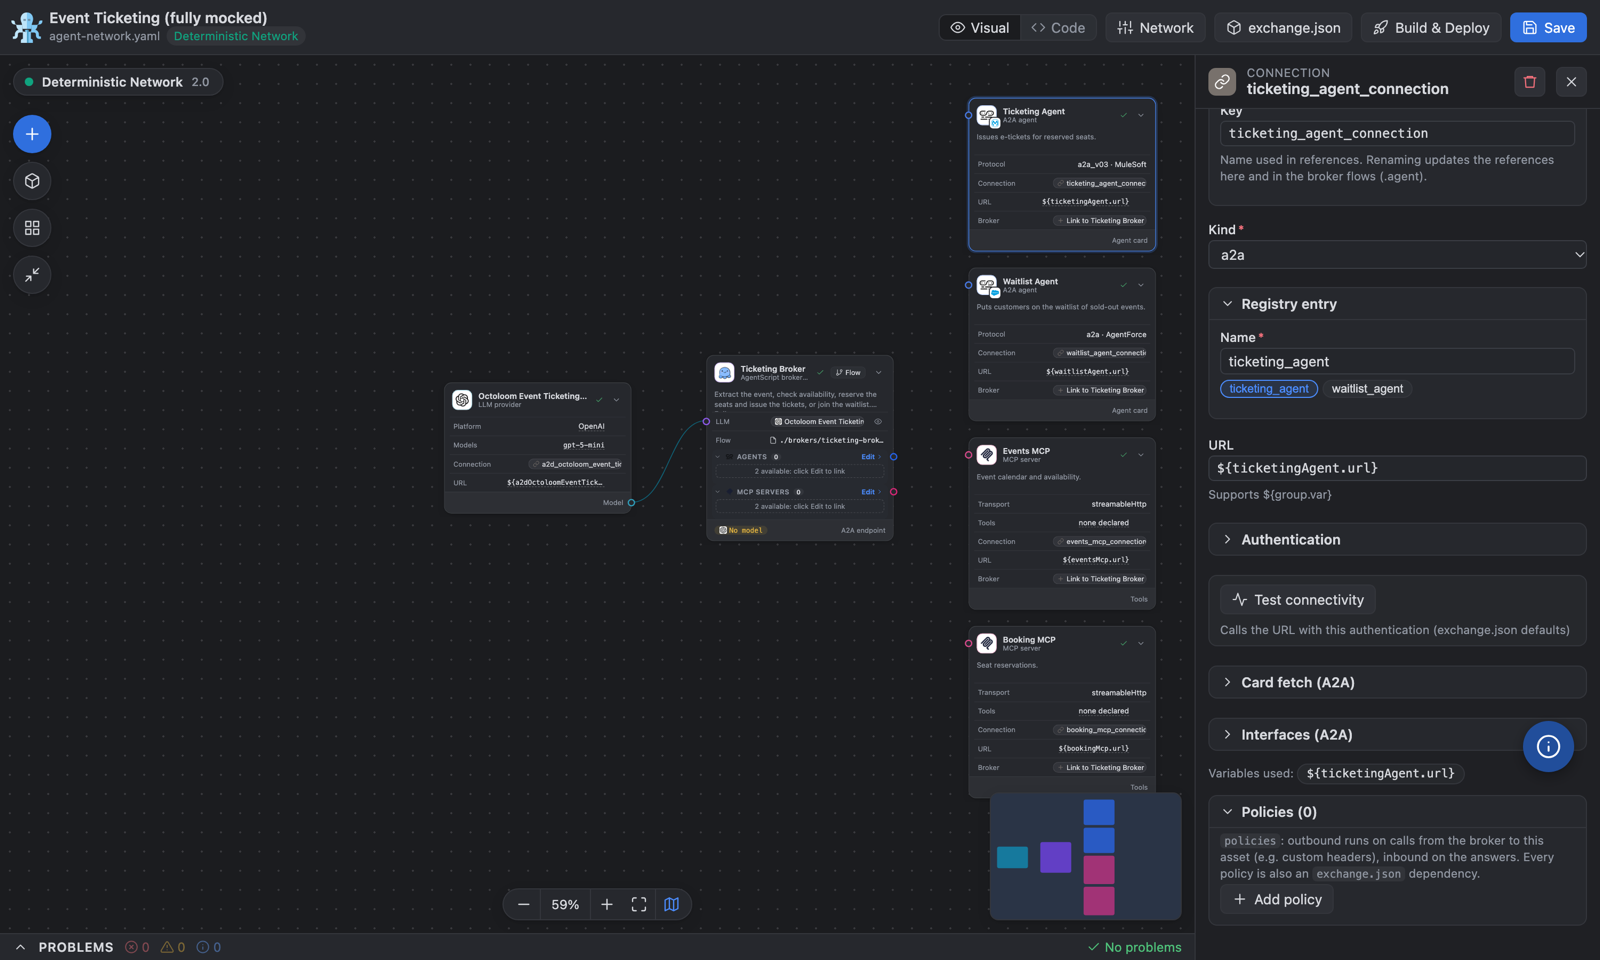 Event Ticketing (fully mocked)
agent-network.yaml Deterministic Network
Visual
Code
Network
exchange.json
Build & Deploy
Save
Deterministic Network 2.0
Octoloom Event Ticketing...
LLM provider
Platform OpenAI
Models gpt-5-mini
Connection a2d_octoloom_event_tic
URL ${a2dOctoloomEventTick...
Model
Ticketing Broker
AgentScript broker...
Flow
Extract the event, check availability, reserve the
seats and issue the tickets, or join the waitlist....
LLM Octoloom Event Ticketin
Flow ./brokers/ticketing-brok...
AGENTS 0 Edit
2 available: click Edit to link
MCP SERVERS 0 Edit
2 available: click Edit to link
No model A2A endpoint
Ticketing Agent
A2A agent
Issues e-tickets for reserved seats.
Protocol a2a_v03 · MuleSoft
Connection ticketing_agent_connec
URL ${ticketingAgent.url}
Broker + Link to Ticketing Broker
Agent card
Waitlist Agent
A2A agent
Puts customers on the waitlist of sold-out events.
Protocol a2a · AgentForce
Connection waitlist_agent_connecti
URL ${waitlistAgent.url}
Broker + Link to Ticketing Broker
Agent card
Events MCP
MCP server
Event calendar and availability.
Transport streamableHttp
Tools none declared
Connection events_mcp_connection
URL ${eventsMcp.url}
Broker + Link to Ticketing Broker
Tools
Booking MCP
MCP server
Seat reservations.
Transport streamableHttp
Tools none declared
Connection booking_mcp_connectic
URL ${bookingMcp.url}
Broker + Link to Ticketing Broker
Tools
59%
PROBLEMS 0 0 0
No problems
CONNECTION
ticketing_agent_connection
Key
ticketing_agent_connection
Name used in references. Renaming updates the references
here and in the broker flows (.agent).
Kind *
a2a
Registry entry
Name *
ticketing_agent
ticketing_agent waitlist_agent
URL
${ticketingAgent.url}
Supports ${group.var}
Authentication
Test connectivity
Calls the URL with this authentication (exchange.json defaults)
Card fetch (A2A)
Interfaces (A2A)
Variables used: ${ticketingAgent.url}
Policies (0)
policies: outbound runs on calls from the broker to this
asset (e.g. custom headers), inbound on the answers. Every
policy is also an exchange.json dependency.
+ Add policy